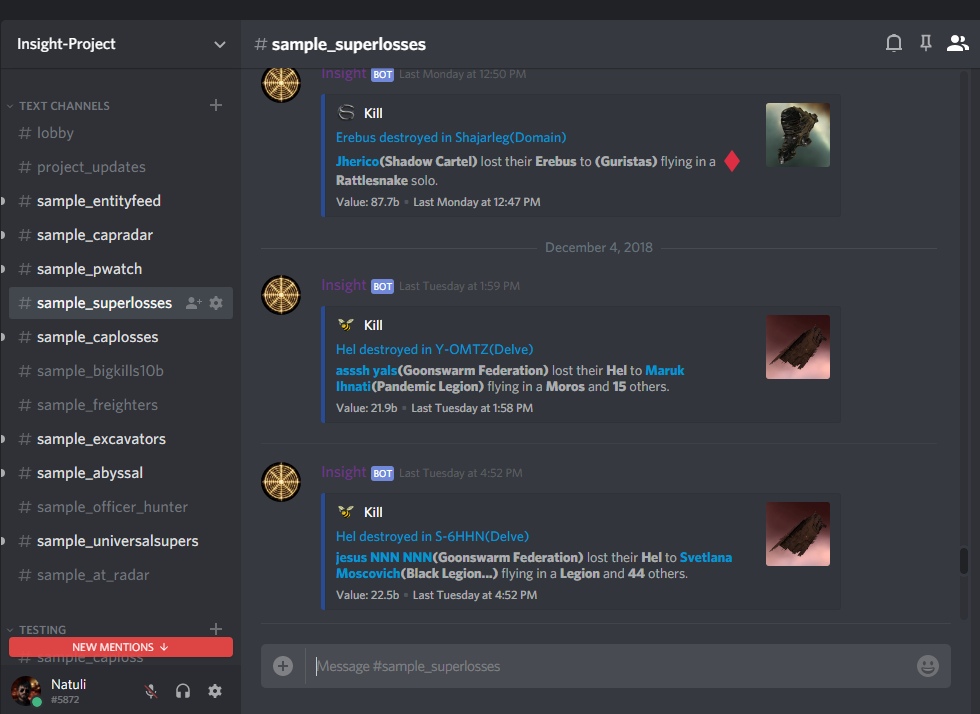 Insight-Project
TEXT CHANNELS
# lobby
# project_updates
# sample_entityfeed
# sample_capradar
# sample_pwatch
# sample_superlosses
# sample_caplosses
# sample_bigkills10b
# sample_freighters
# sample_excavators
# sample_abyssal
# sample_officer_hunter
# sample_universalsupers
# sample_at_radar
TESTING
NEW MENTIONS ↓
# sample_caploss
Natuli
#5872
# sample_superlosses
Insight BOT Last Monday at 12:50 PM
Kill
Erebus destroyed in Shajarleg(Domain)
Jherico(Shadow Cartel) lost their Erebus to (Guristas) flying in a
Rattlesnake solo.
Value: 87.7b • Last Monday at 12:47 PM
December 4, 2018
Insight BOT Last Tuesday at 1:59 PM
Kill
Hel destroyed in Y-OMTZ(Delve)
asssh yals(Goonswarm Federation) lost their Hel to Maruk
Ihnati(Pandemic Legion) flying in a Moros and 15 others.
Value: 21.9b • Last Tuesday at 1:58 PM
Insight BOT Last Tuesday at 4:52 PM
Kill
Hel destroyed in S-6HHN(Delve)
jesus NNN NNN(Goonswarm Federation) lost their Hel to Svetlana
Moscovich(Black Legion...) flying in a Legion and 44 others.
Value: 22.5b • Last Tuesday at 4:52 PM
Message #sample_superlosses